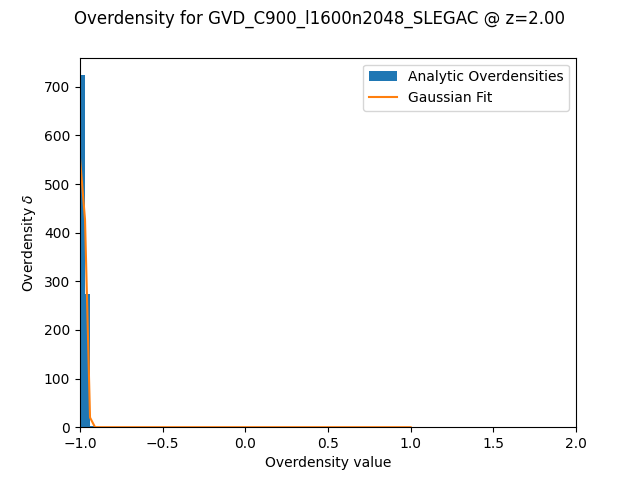 Overdensity for GVD_C900_l1600n2048_SLEGAC @ z=2.00
Analytic Overdensities
Gaussian Fit
Overdensity δ
700
600
500
400
300
200
100
0
−1.0 −0.5 0.0 0.5 1.0 1.5 2.0
Overdensity value